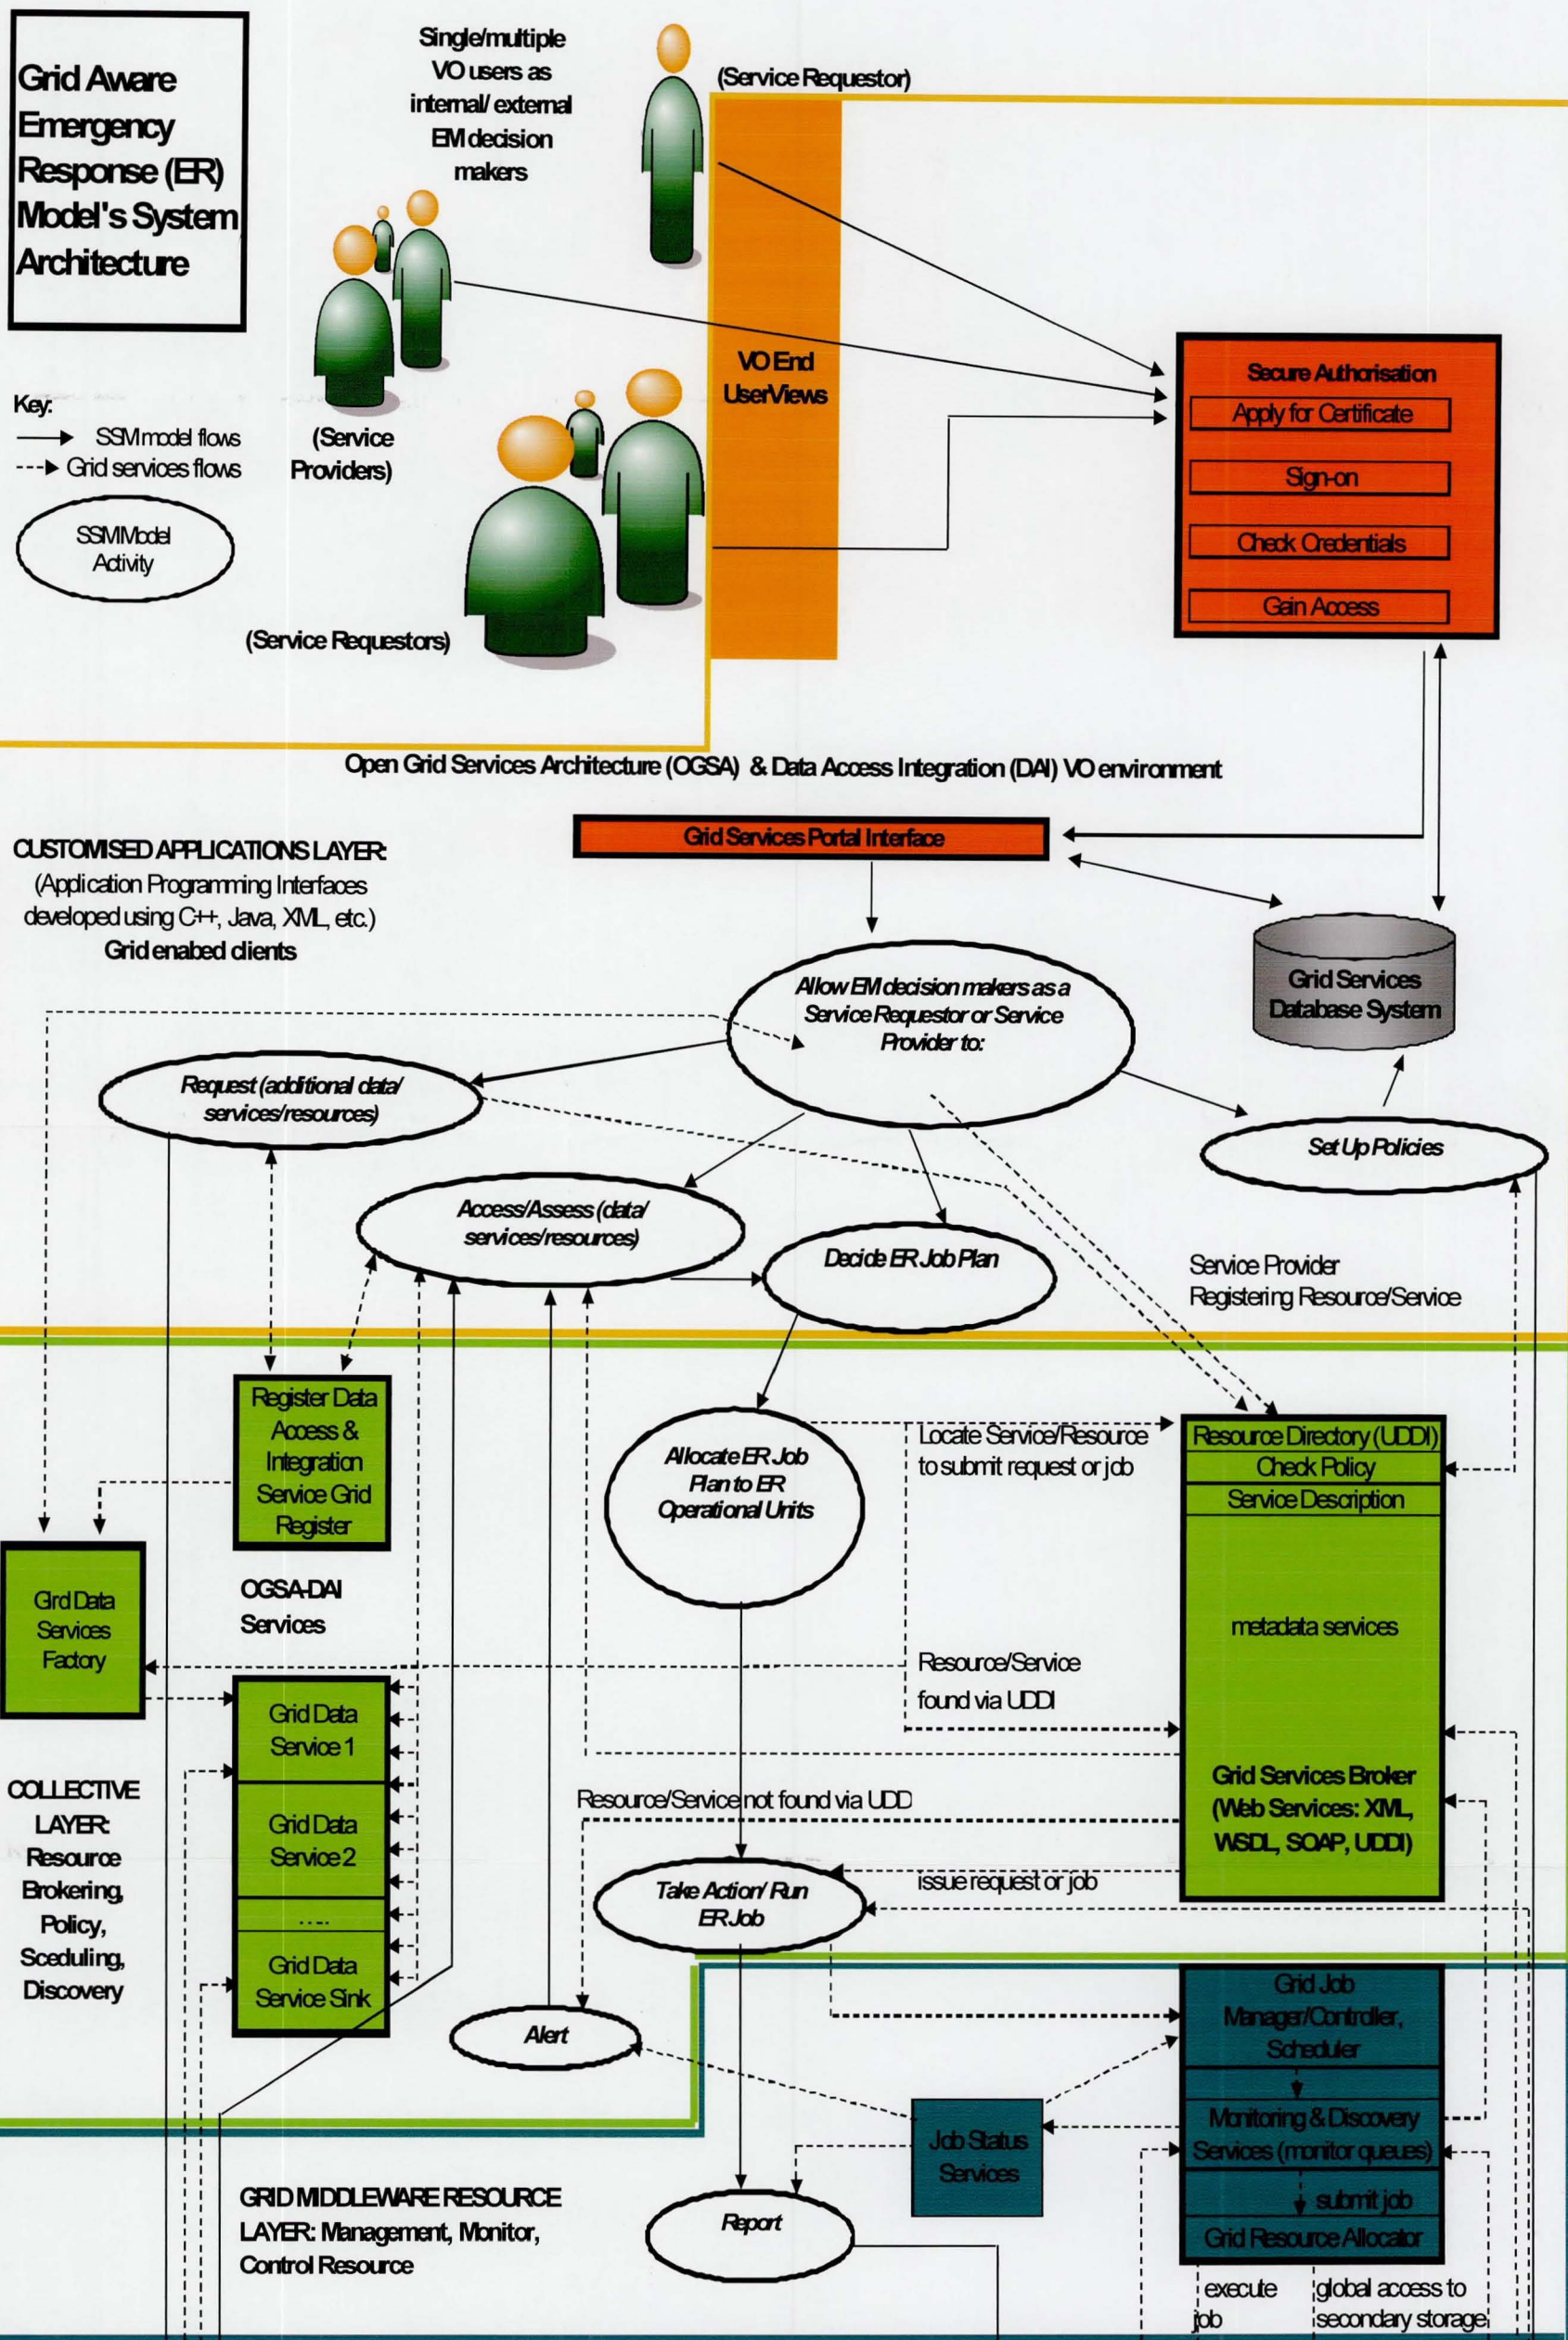 Grid Aware
Emergency
Response (ER)
Model's System
Architecture
Single/multiple
VO users as
internal/ external
EM decision
makers
(Service Requestor)
Key:
SSM model flows
Grid services flows
SSM Model
Activity
(Service
Providers)
(Service Requestors)
VO End
User Views
Secure Authorisation
Apply for Certificate
Sign-on
Check Credentials
Gain Access
Open Grid Services Architecture (OGSA) & Data Access Integration (DAI) VO environment
CUSTOMISED APPLICATIONS LAYER:
(Application Programming Interfaces
developed using C++, Java, XML, etc.)
Grid enabed clients
Grid Services Portal Interface
Grid Services
Database System
Allow EM decision makers as a
Service Requestor or Service
Provider to:
Request (additional data/
services/resources)
Set Up Policies
Access/Assess (data/
services/resources)
Decide ER Job Plan
Service Provider
Registering Resource/Service
Register Data
Access &
Integration
Service Grid
Register
Allocate ER Job
Plan to ER
Operational Units
Locate Service/Resource
to submit request or job
Resource Directory (UDDI)
Check Policy
Service Description
metadata services
Grid Services Broker
(Web Services: XML,
WSDL, SOAP, UDDI)
OGSA-DAI
Services
Gird Data
Services
Factory
Resource/Service
found via UDDI
Grid Data
Service 1
Grid Data
Service 2
.....
Grid Data
Service Sink
COLLECTIVE
LAYER:
Resource
Brokering,
Policy,
Sceduling,
Discovery
Resource/Service not found via UDD
Take Action/ Run
ER Job
issue request or job
Alert
Grid Job
Manager/Controller,
Scheduler
Monitoring & Discovery
Services (monitor queues)
submit job
Grid Resource Allocator
Job Status
Services
GRID MIDDLEWARE RESOURCE
LAYER: Management, Monitor,
Control Resource
Report
execute
job
global access to
secondary storage